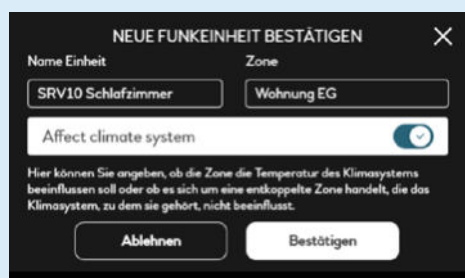 NEUE FUNKEINHEIT BESTÄTIGEN
Name Einheit Zone
SRV10 Schlafzimmer Wohnung EG
Affect climate system
Hier können Sie angeben, ob die Zone die Temperatur des Klimasystems
beeinflussen soll oder ob es sich um eine entkoppelte Zone handelt, die das
Klimasystem, zu dem sie gehört, nicht beeinflusst.
Ablehnen Bestätigen